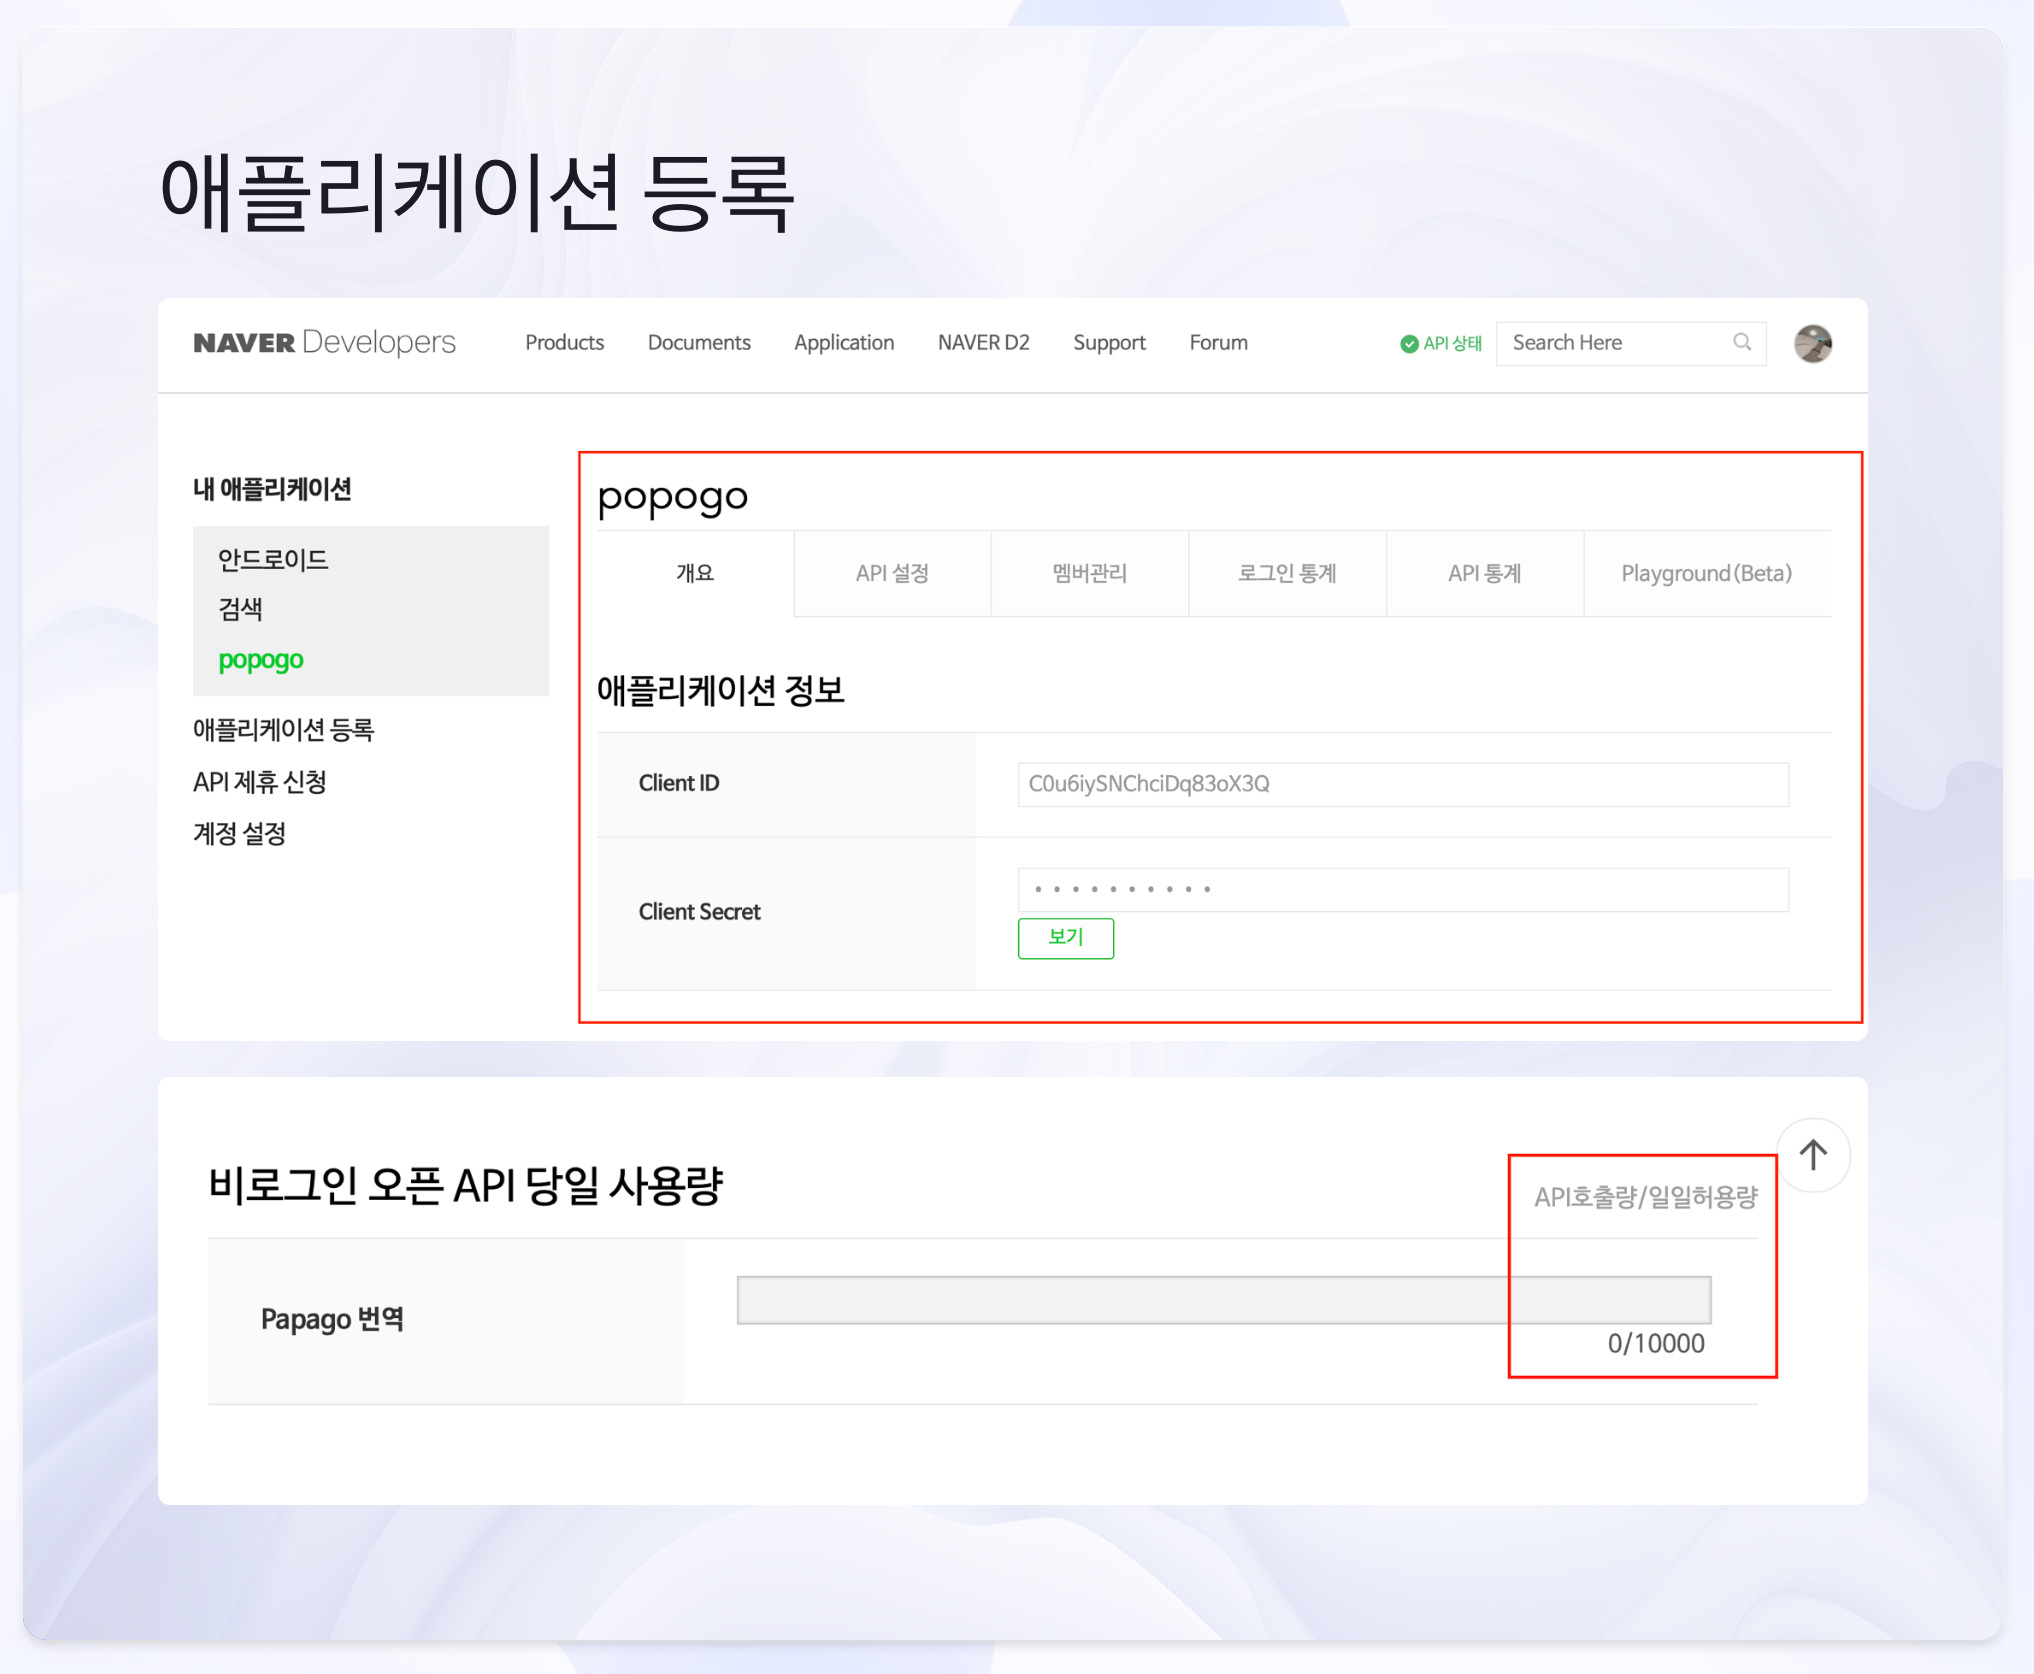 애플리케이션 등록
NAVER Developers Products Documents Application NAVER D2 Support Forum API 상태 Search Here
내 애플리케이션
안드로이드
검색
popogo
애플리케이션 등록
API 제휴 신청
계정 설정
popogo
개요 API 설정 멤버관리 로그인 통계 API 통계 Playground(Beta)
애플리케이션 정보
Client ID C0u6iySNChciDq83oX3Q
Client Secret ••••••••••
보기
비로그인 오픈 API 당일 사용량 API호출량/일일허용량
Papago 번역
0/10000